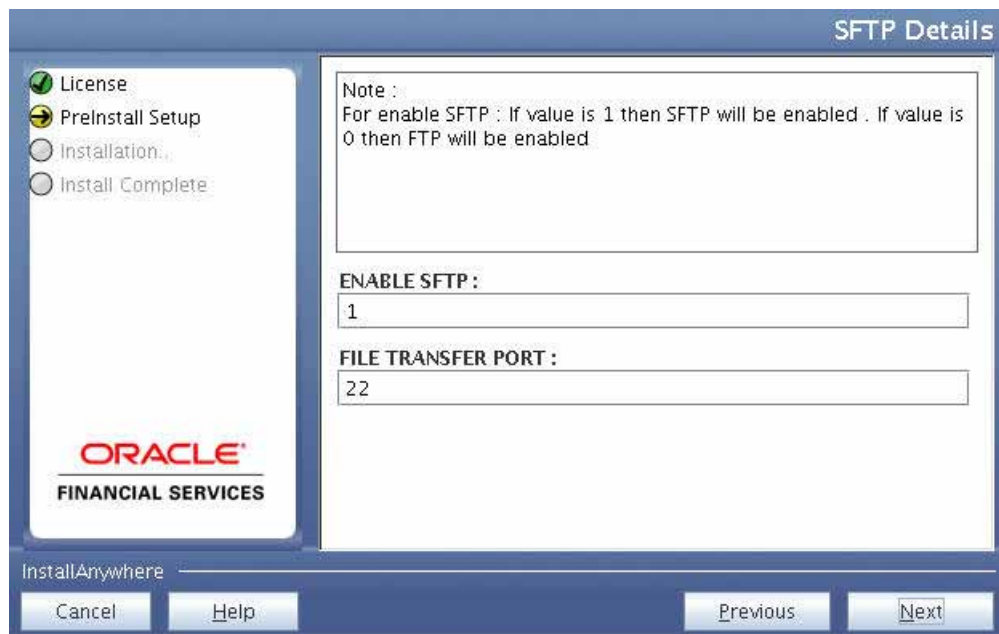 SFTP Details
License
PreInstall Setup
Installation..
Install Complete
Note :
For enable SFTP : If value is 1 then SFTP will be enabled . If value is
0 then FTP will be enabled
ENABLE SFTP :
1
FILE TRANSFER PORT :
22
ORACLE
FINANCIAL SERVICES
InstallAnywhere
Cancel
Help
Previous
Next